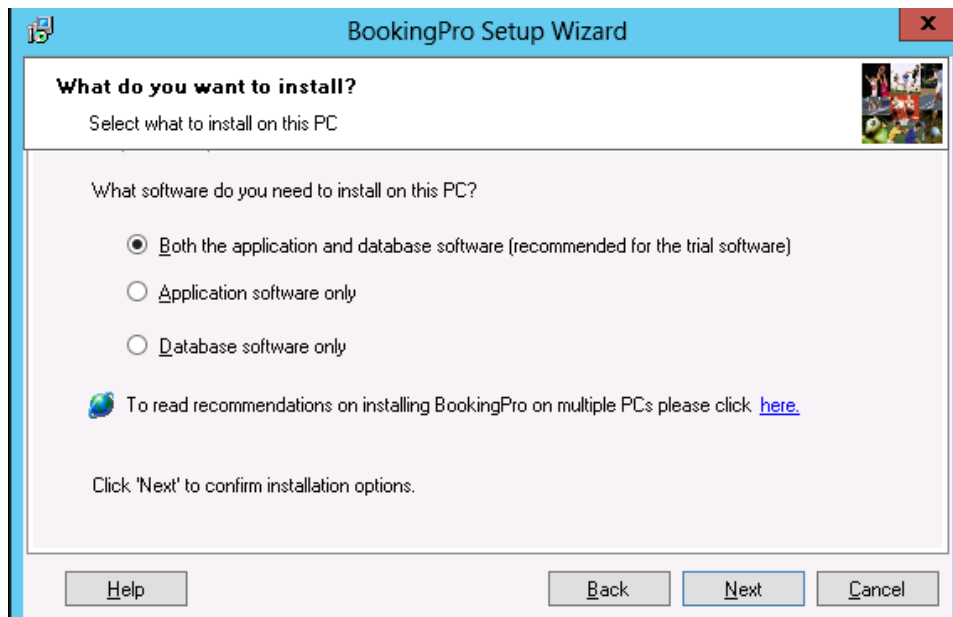 BookingPro Setup Wizard
x
What do you want to install?
Select what to install on this PC
What software do you need to install on this PC?
Both the application and database software (recommended for the trial software)
Application software only
Database software only
To read recommendations on installing BookingPro on multiple PCs please click here.
Click 'Next' to confirm installation options.
Help
Back
Next
Cancel